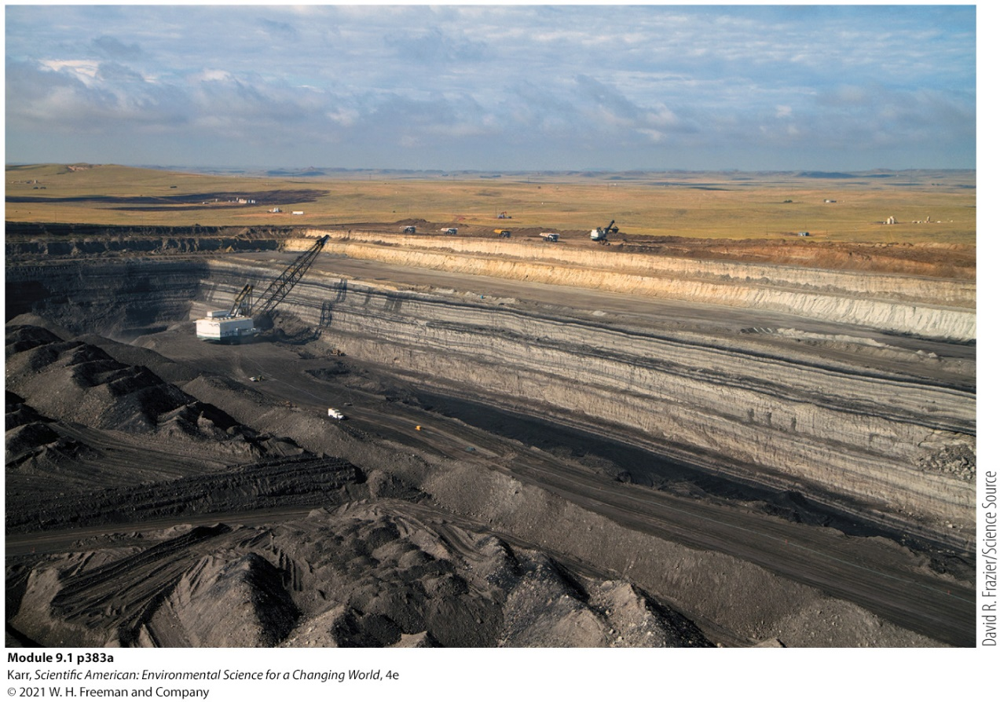 David R. Frazier/Science Source
Module 9.1 p383a
Karr, Scientific American: Environmental Science for a Changing World, 4e
© 2021 W. H. Freeman and Company